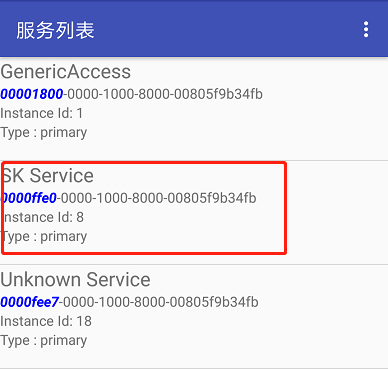 服务列表
GenericAccess
00001800-0000-1000-8000-00805f9b34fb
Instance Id: 1
Type : primary
SK Service
0000ffe0-0000-1000-8000-00805f9b34fb
Instance Id: 8
Type : primary
Unknown Service
0000fee7-0000-1000-8000-00805f9b34fb
Instance Id: 18
Type : primary